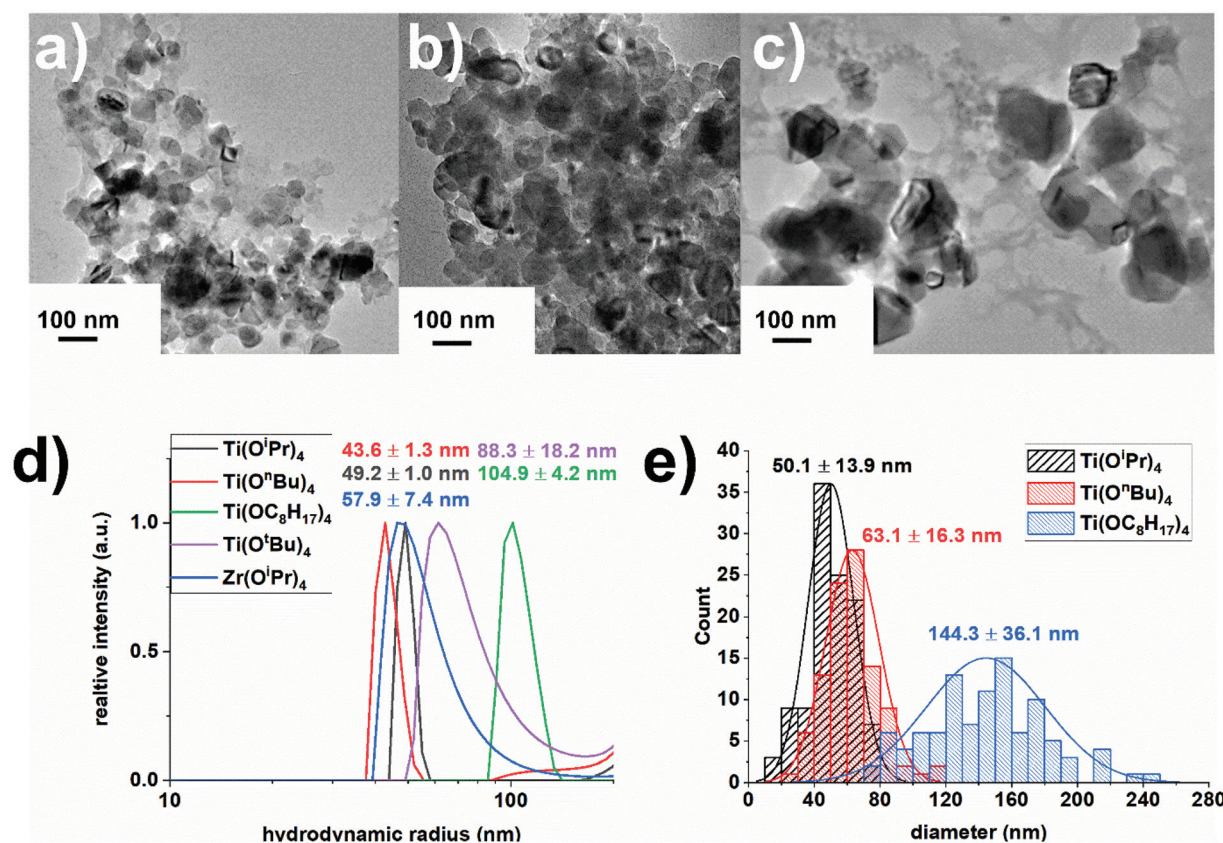 a)
b)
c)
100 nm
100 nm
100 nm
d)
Ti(OⁱPr)₄
Ti(OⁿBu)₄
Ti(OC₈H₁₇)₄
Ti(OᵗBu)₄
Zr(OⁱPr)₄
43.6 ± 1.3 nm
88.3 ± 18.2 nm
49.2 ± 1.0 nm
104.9 ± 4.2 nm
57.9 ± 7.4 nm
1.0
0.5
0.0
realtive intensity (a.u.)
10
100
hydrodynamic radius (nm)
e)
50.1 ± 13.9 nm
63.1 ± 16.3 nm
144.3 ± 36.1 nm
Ti(OⁱPr)₄
Ti(OⁿBu)₄
Ti(OC₈H₁₇)₄
40
35
30
25
20
15
10
5
0
Count
0 40 80 120 160 200 240 280
diameter (nm)